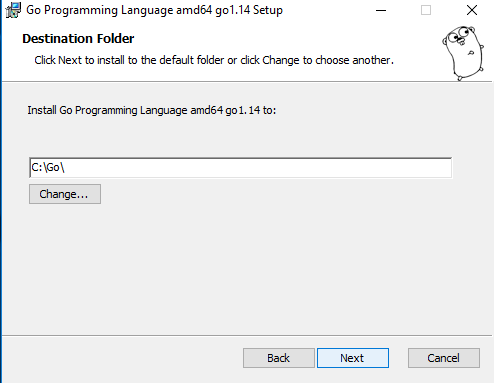 Go Programming Language amd64 go1.14 Setup
Destination Folder
Click Next to install to the default folder or click Change to choose another.
Install Go Programming Language amd64 go1.14 to:
C:\Go\
Change...
Back Next Cancel